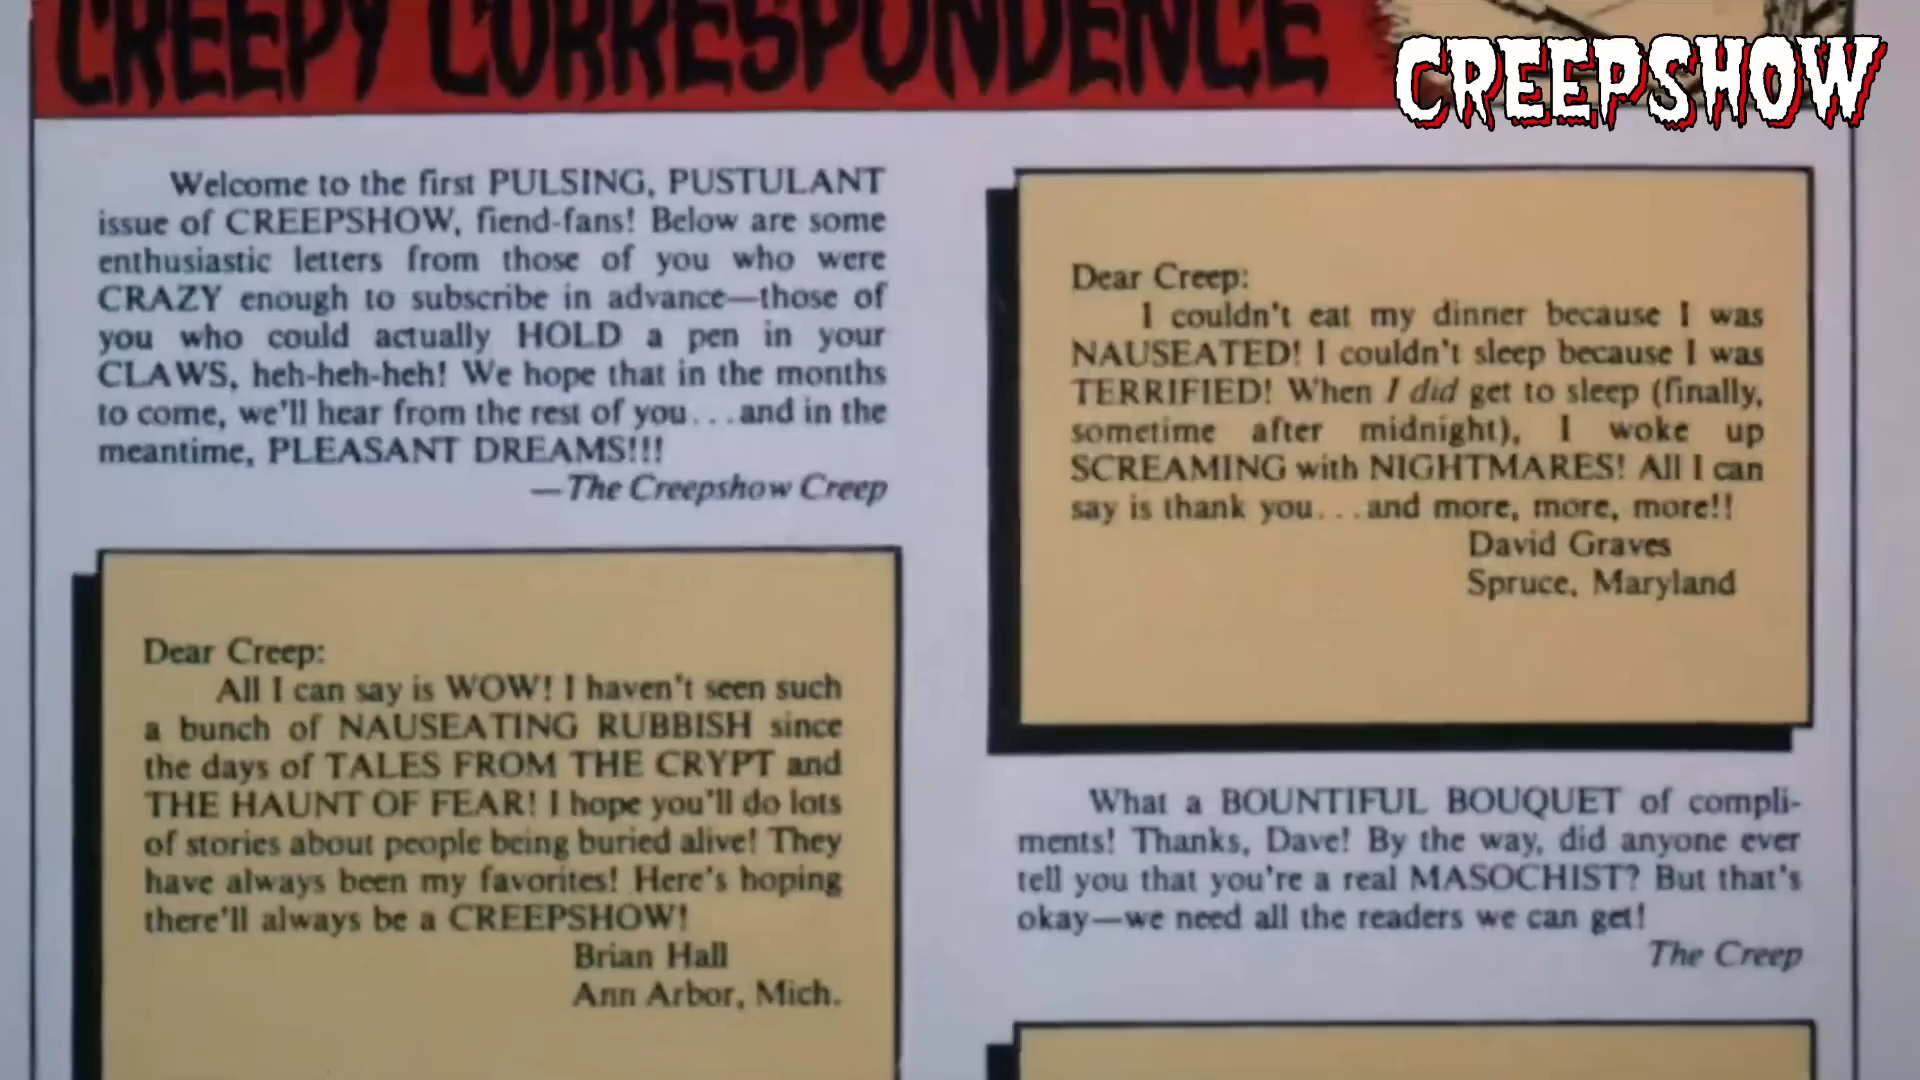 CREEPY CORRESPONDENCE
CREEPSHOW
Welcome to the first PULSING, PUSTULANT
issue of CREEPSHOW, fiend-fans! Below are some
enthusiastic letters from those of you who were
CRAZY enough to subscribe in advance—those of
you who could actually HOLD a pen in your
CLAWS, heh-heh-heh! We hope that in the months
to come, we'll hear from the rest of you...and in the
meantime, PLEASANT DREAMS!!!
—The Creepshow Creep
Dear Creep:
All I can say is WOW! I haven't seen such
a bunch of NAUSEATING RUBBISH since
the days of TALES FROM THE CRYPT and
THE HAUNT OF FEAR! I hope you'll do lots
of stories about people being buried alive! They
have always been my favorites! Here's hoping
there'll always be a CREEPSHOW!
Brian Hall
Ann Arbor, Mich.
Dear Creep:
I couldn't eat my dinner because I was
NAUSEATED! I couldn't sleep because I was
TERRIFIED! When I did get to sleep (finally,
sometime after midnight), I woke up
SCREAMING with NIGHTMARES! All I can
say is thank you...and more, more, more!!
David Graves
Spruce, Maryland
What a BOUNTIFUL BOUQUET of compli-
ments! Thanks, Dave! By the way, did anyone ever
tell you that you're a real MASOCHIST? But that's
okay—we need all the readers we can get!
The Creep